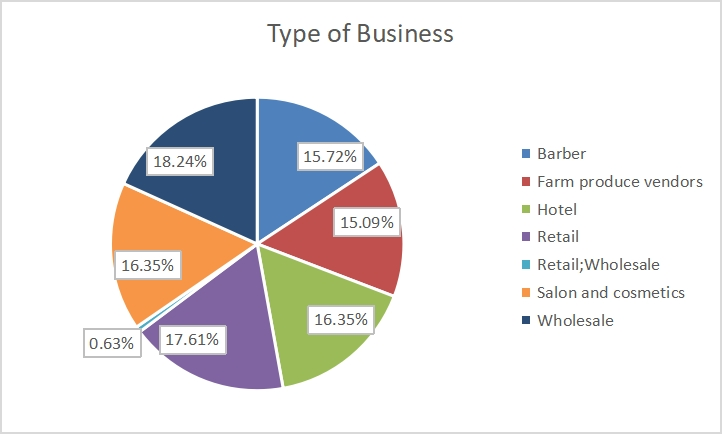 Type of Business
18.24%
15.72%
15.09%
16.35%
16.35%
17.61%
0.63%
Barber
Farm produce vendors
Hotel
Retail
Retail;Wholesale
Salon and cosmetics
Wholesale